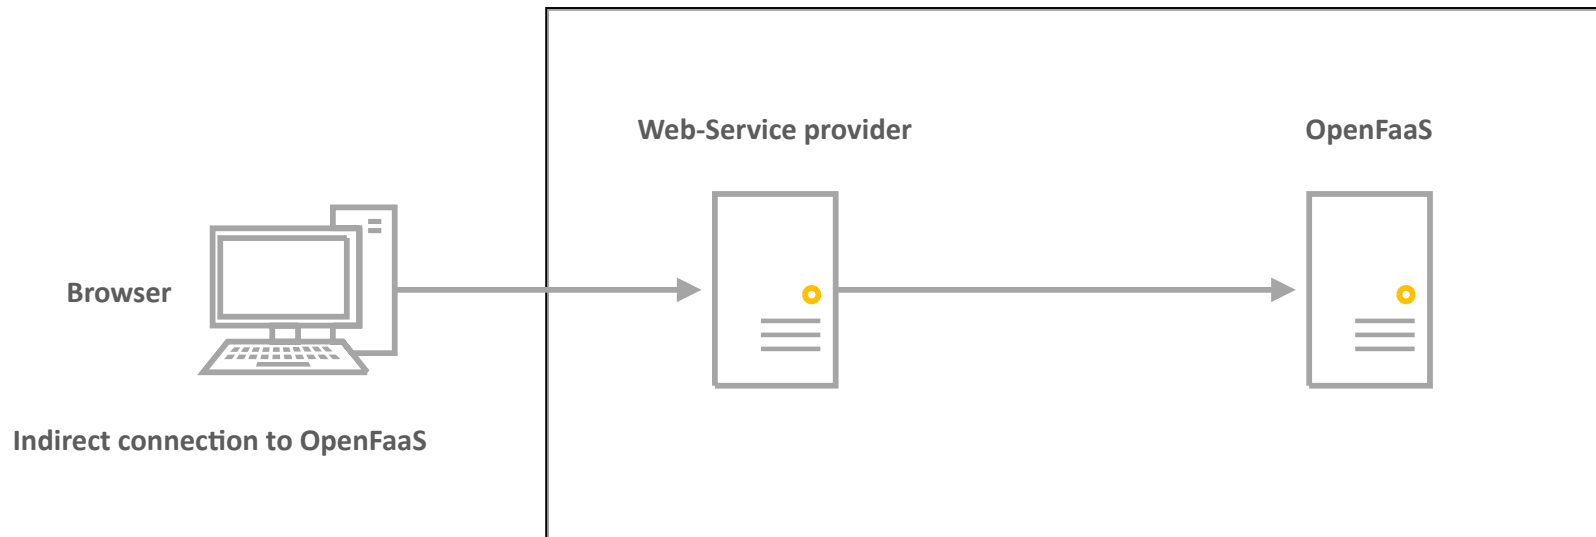 Web-Service provider
OpenFaaS
Browser
Indirect connection to OpenFaaS